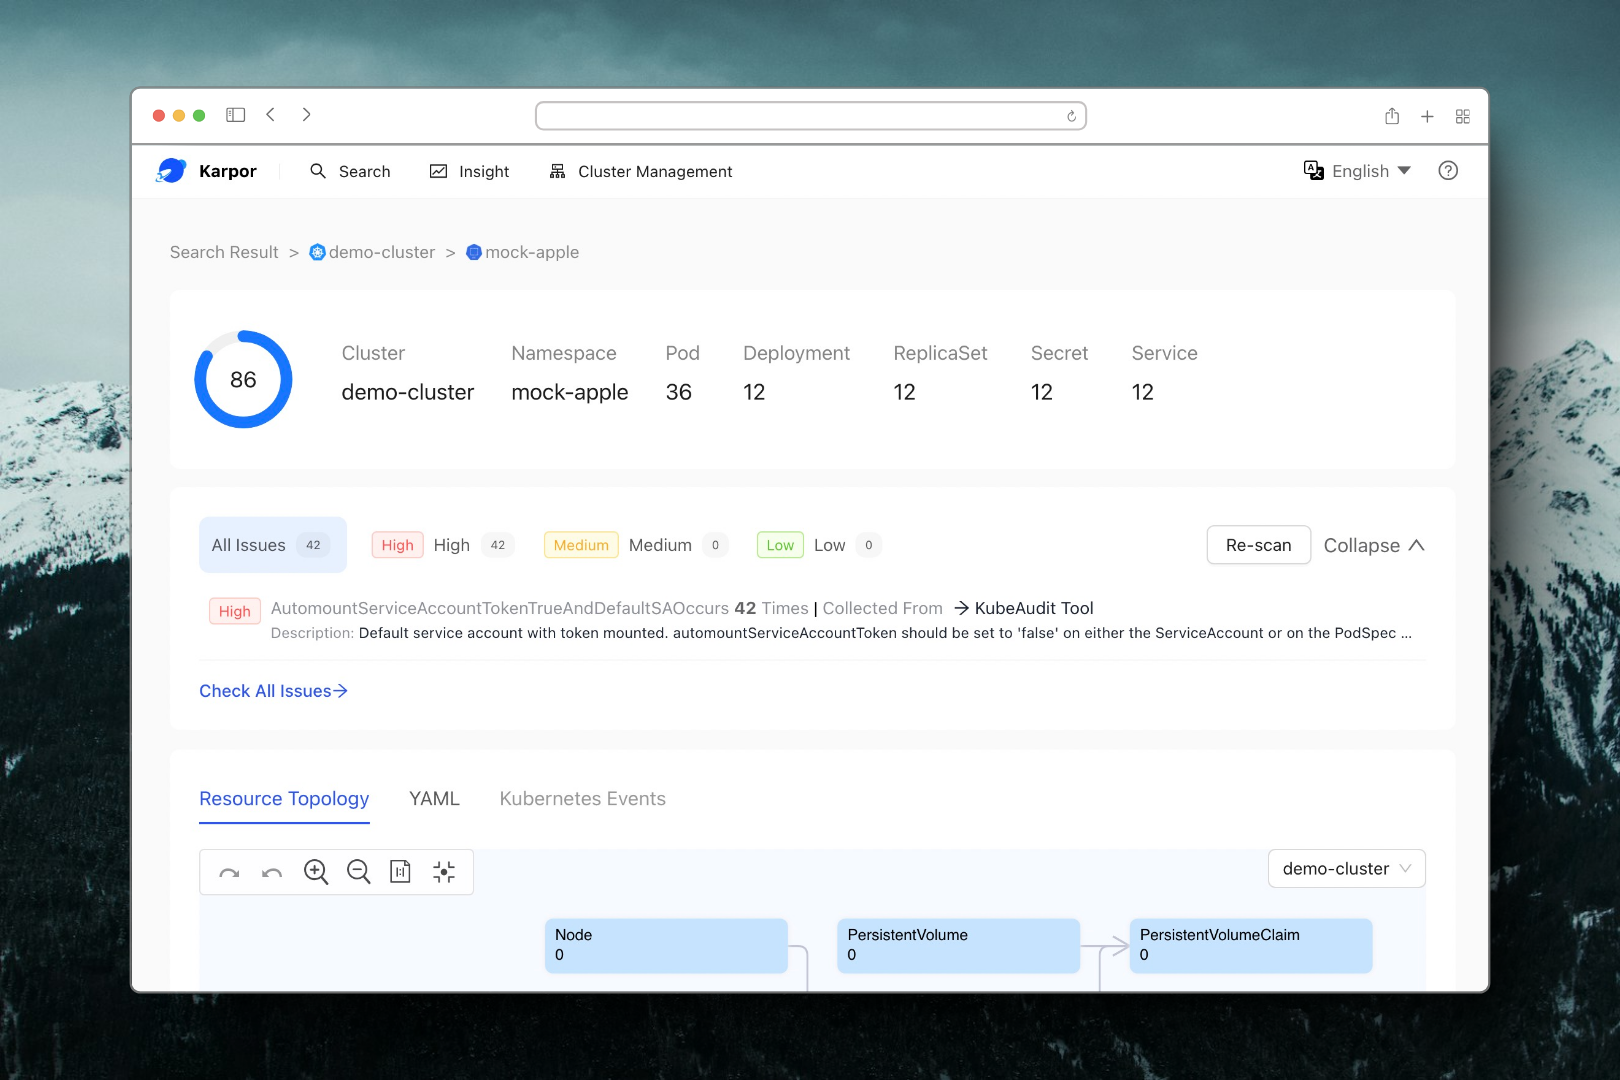 Karpor Search Insight Cluster Management English
Search Result > demo-cluster > mock-apple
86
Cluster Namespace Pod Deployment ReplicaSet Secret Service
demo-cluster mock-apple 36 12 12 12 12
All Issues 42 High High 42 Medium Medium 0 Low Low 0 Re-scan Collapse
High AutomountServiceAccountTokenTrueAndDefaultSAOccurs 42 Times | Collected From → KubeAudit Tool
Description: Default service account with token mounted. automountServiceAccountToken should be set to 'false' on either the ServiceAccount or on the PodSpec ...
Check All Issues→
Resource Topology YAML Kubernetes Events
demo-cluster
Node PersistentVolume PersistentVolumeClaim
0 0 0